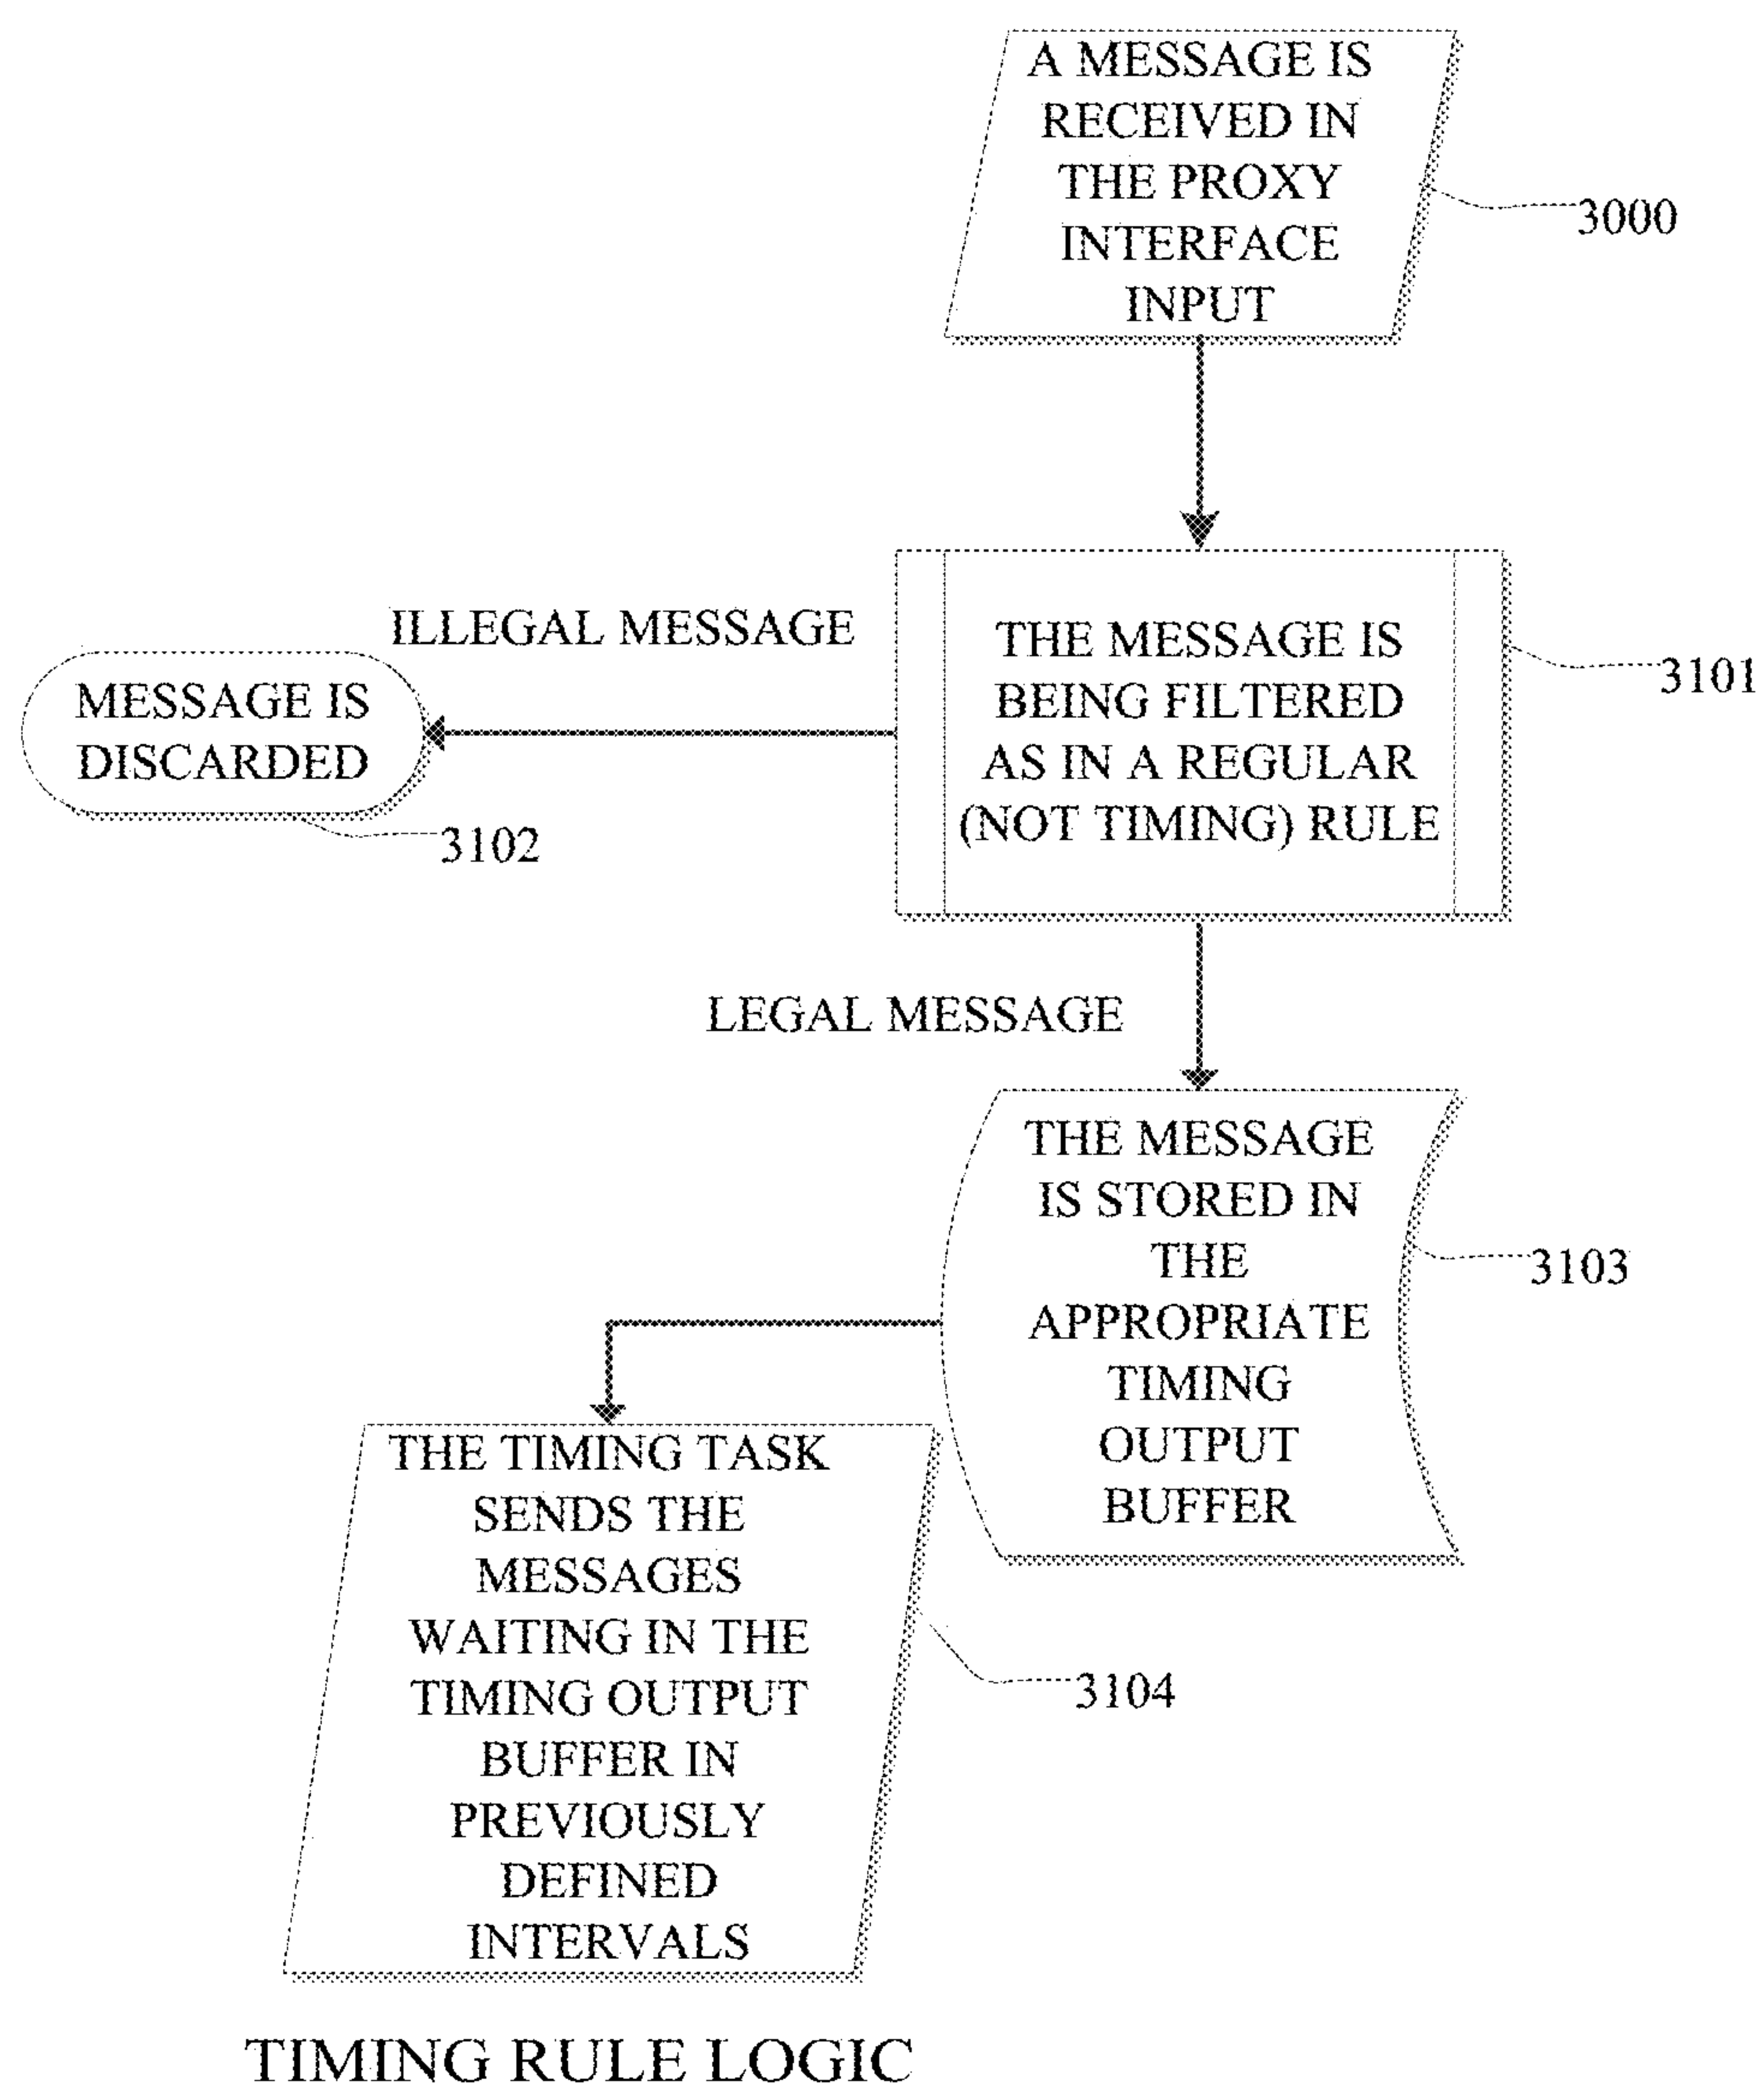 A MESSAGE IS
RECEIVED IN
THE PROXY
INTERFACE
INPUT
3000
ILLEGAL MESSAGE
THE MESSAGE IS
BEING FILTERED
AS IN A REGULAR
(NOT TIMING) RULE
3101
MESSAGE IS
DISCARDED
3102
LEGAL MESSAGE
THE MESSAGE
IS STORED IN
THE
APPROPRIATE
TIMING
OUTPUT
BUFFER
3103
THE TIMING TASK
SENDS THE
MESSAGES
WAITING IN THE
TIMING OUTPUT
BUFFER IN
PREVIOUSLY
DEFINED
INTERVALS
3104
TIMING RULE LOGIC